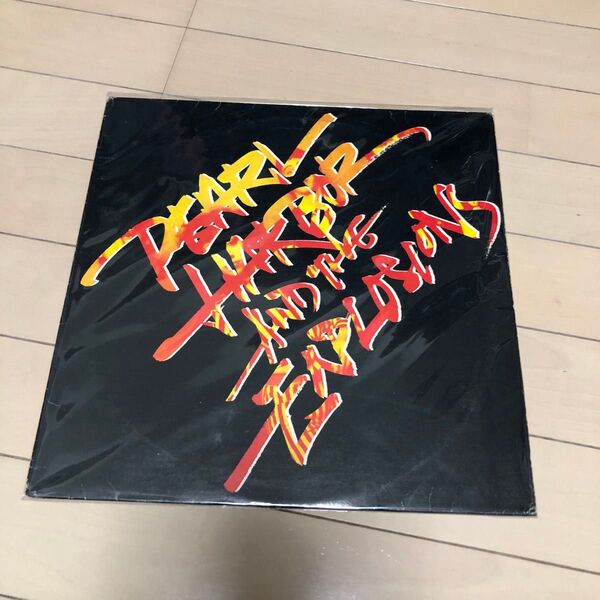 PEARL
HARBOR
AND THE
EXPLOSIONS